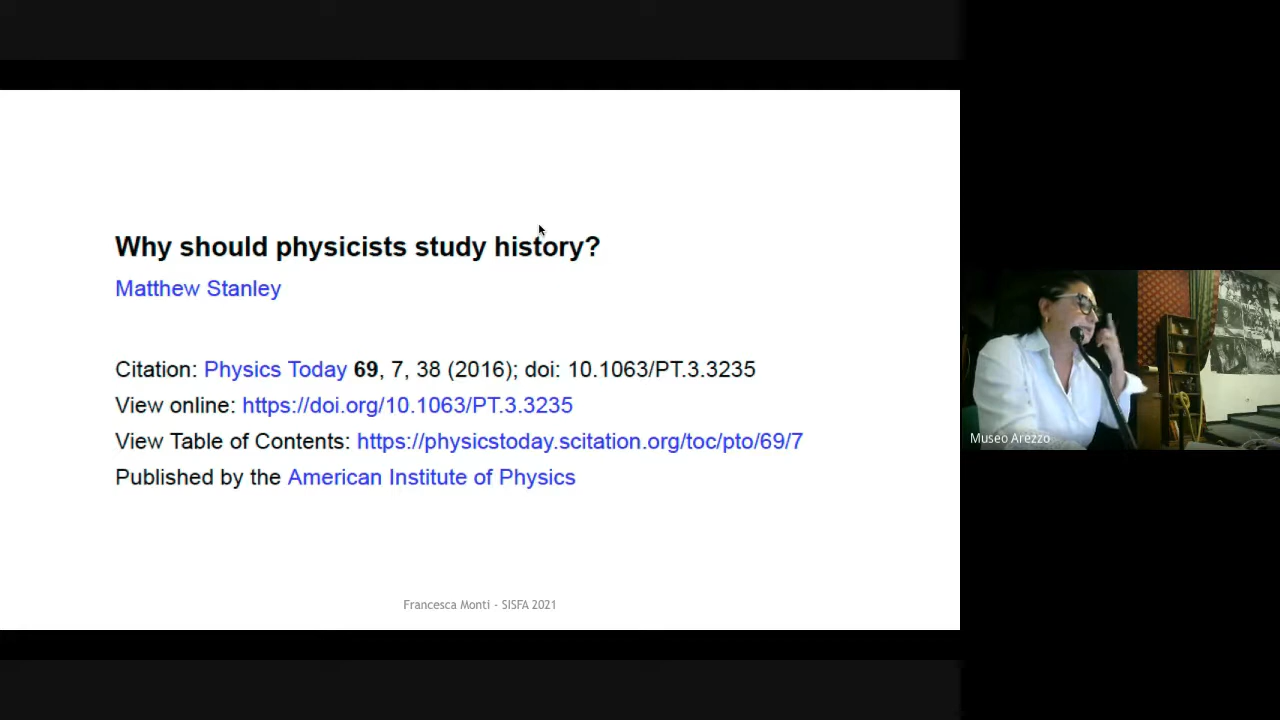 Why should physicists study history?
Matthew Stanley
Citation: Physics Today 69, 7, 38 (2016); doi: 10.1063/PT.3.3235
View online: https://doi.org/10.1063/PT.3.3235
View Table of Contents: https://physicstoday.scitation.org/toc/pto/69/7
Published by the American Institute of Physics
Francesca Monti - SISFA 2021
Museo Arezzo